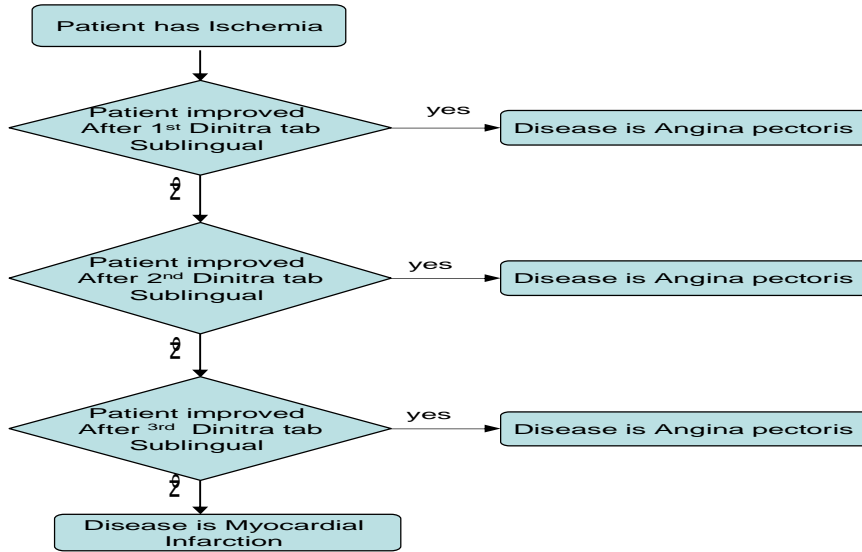 Patient has Ischemia
Patient improved
After 1st Dinitra tab
Sublingual
yes
Disease is Angina pectoris
Patient improved
After 2nd Dinitra tab
Sublingual
yes
Disease is Angina pectoris
Patient improved
After 3rd Dinitra tab
Sublingual
yes
Disease is Angina pectoris
Disease is Myocardial
Infarction